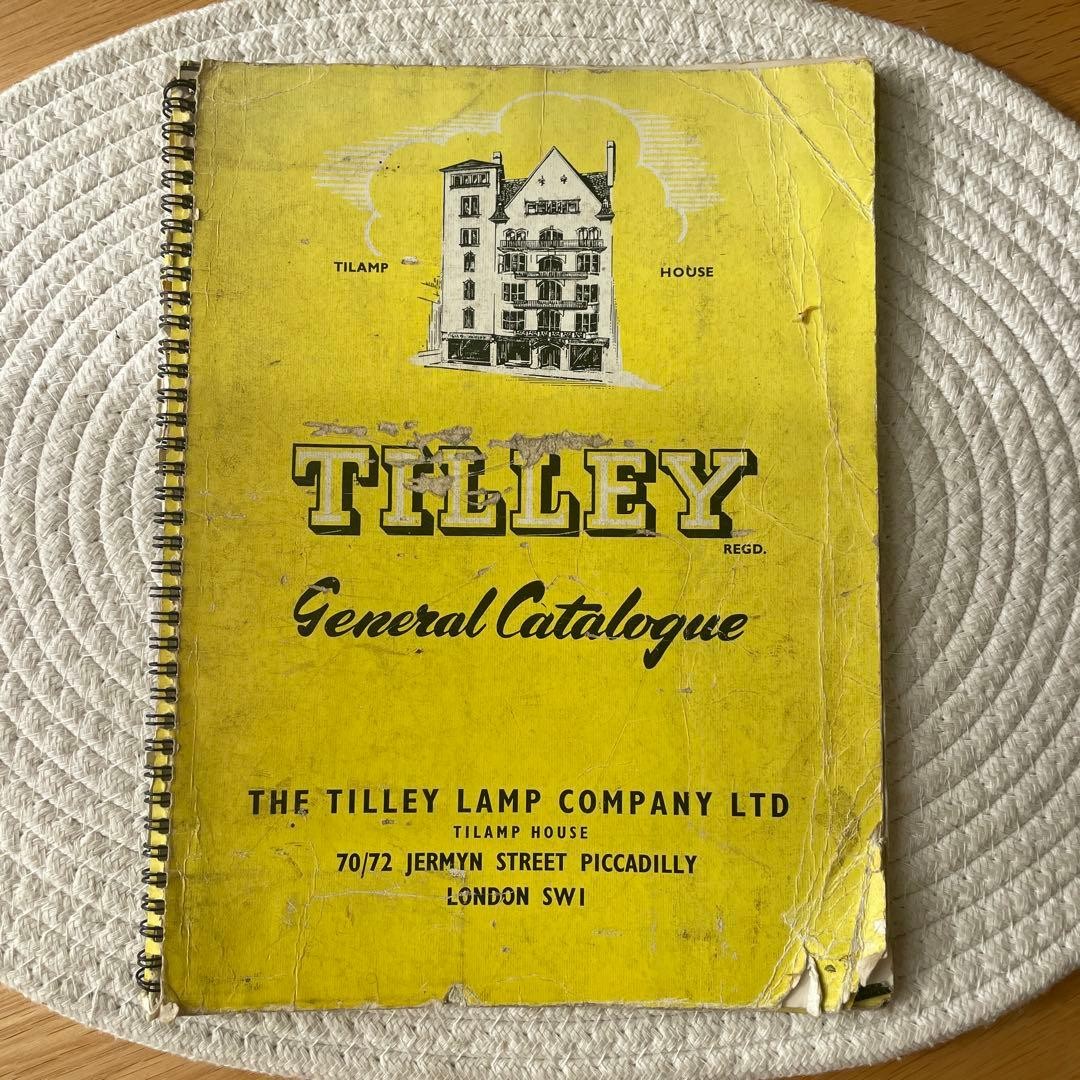 TILAMP HOUSE
TILLEY
REGD.
General Catalogue
THE TILLEY LAMP COMPANY LTD
TILAMP HOUSE
70/72 JERMYN STREET PICCADILLY
LONDON SW1